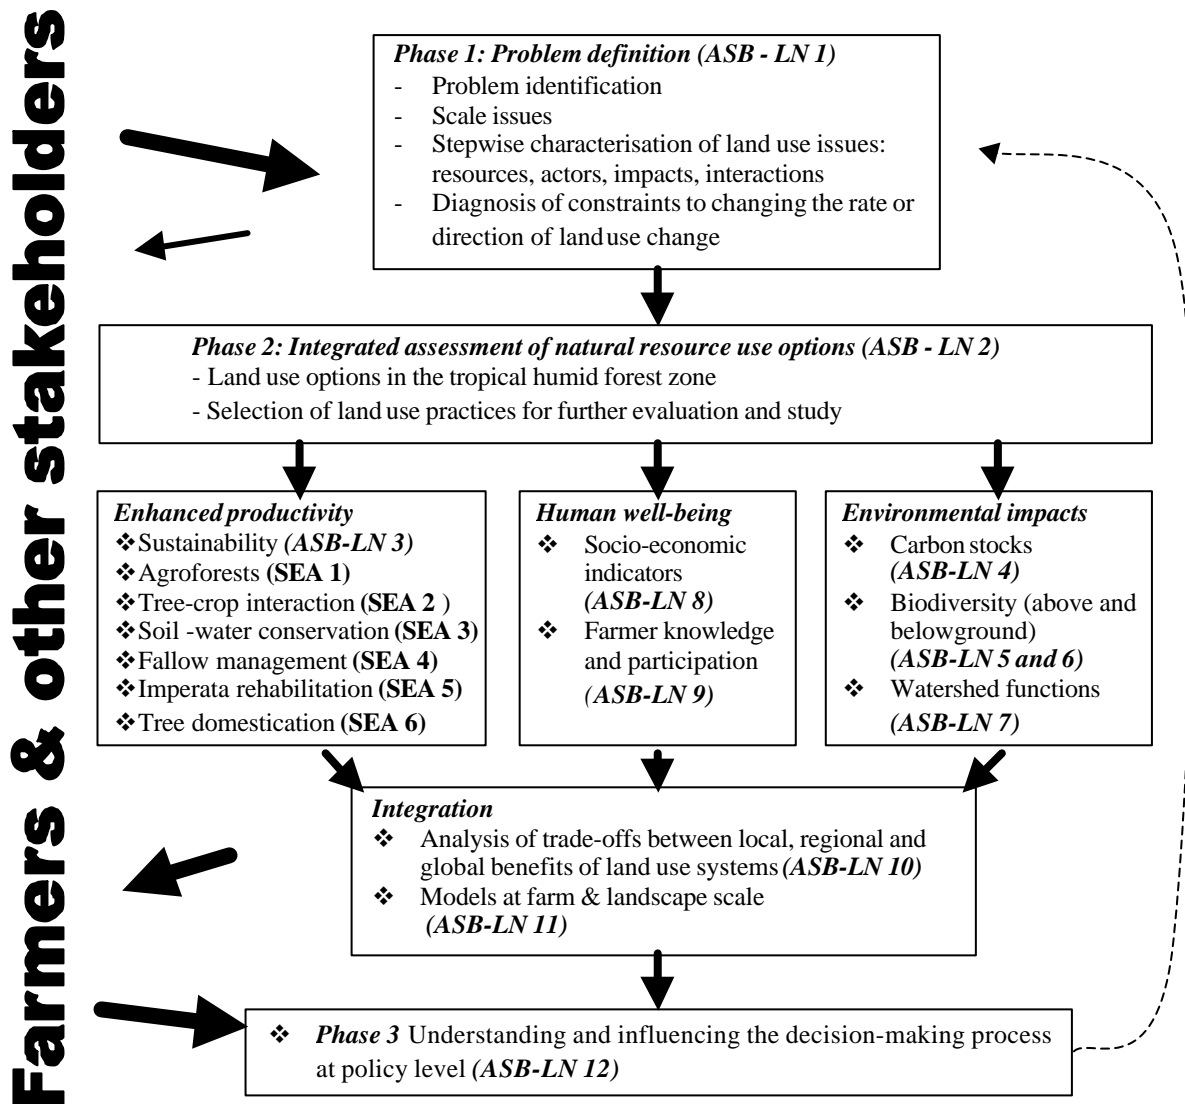 Farmers & other stakeholders
Phase 1: Problem definition (ASB - LN 1)
- Problem identification
- Scale issues
- Stepwise characterisation of land use issues:
resources, actors, impacts, interactions
- Diagnosis of constraints to changing the rate or
direction of land use change
Phase 2: Integrated assessment of natural resource use options (ASB - LN 2)
- Land use options in the tropical humid forest zone
- Selection of land use practices for further evaluation and study
Enhanced productivity
❖Sustainability (ASB-LN 3)
❖Agroforests (SEA 1)
❖Tree-crop interaction (SEA 2 )
❖Soil -water conservation (SEA 3)
❖Fallow management (SEA 4)
❖Imperata rehabilitation (SEA 5)
❖Tree domestication (SEA 6)
Human well-being
❖ Socio-economic
indicators
(ASB-LN 8)
❖ Farmer knowledge
and participation
(ASB-LN 9)
Environmental impacts
❖ Carbon stocks
(ASB-LN 4)
❖ Biodiversity (above and
belowground)
(ASB-LN 5 and 6)
❖ Watershed functions
(ASB-LN 7)
Integration
❖ Analysis of trade-offs between local, regional and
global benefits of land use systems (ASB-LN 10)
❖ Models at farm & landscape scale
(ASB-LN 11)
❖ Phase 3 Understanding and influencing the decision-making process
at policy level (ASB-LN 12)